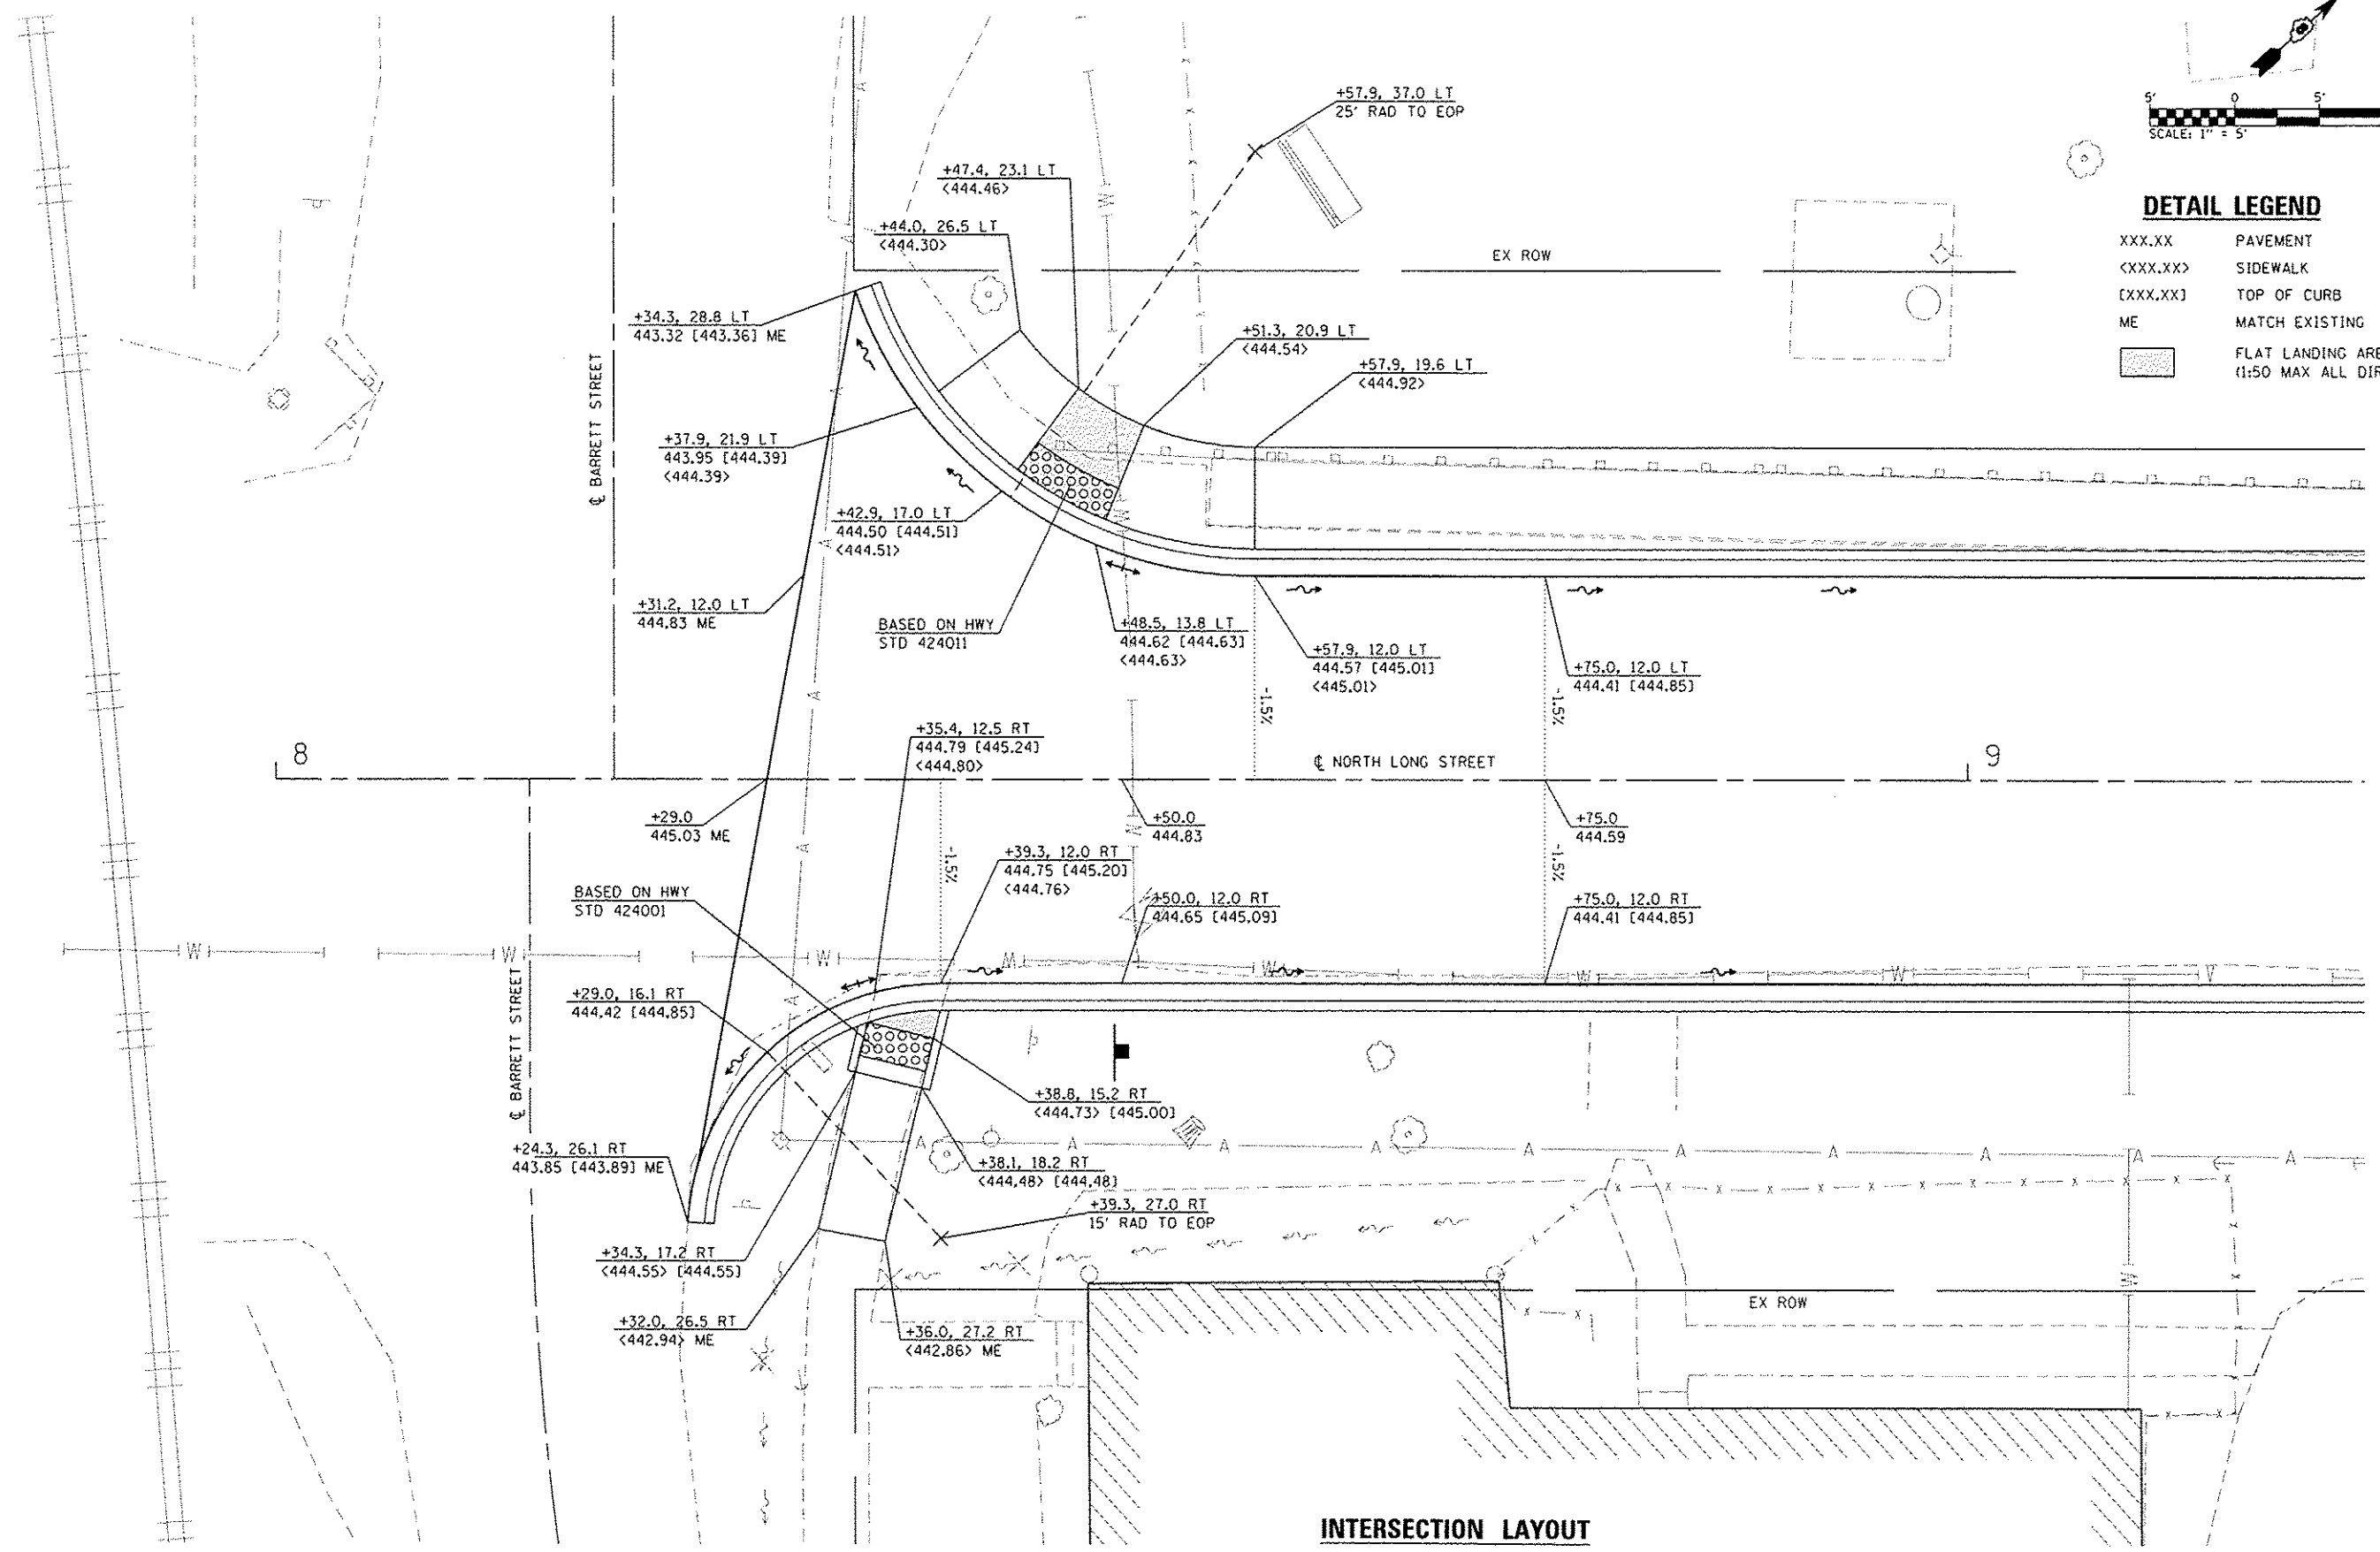 +57.9, 37.0 LT
25' RAD TO EOP
5' 0 5'
SCALE: 1" = 5'
+47.4, 23.1 LT
<444.46>
DETAIL LEGEND
XXX.XX PAVEMENT
<XXX.XX> SIDEWALK
[XXX.XX] TOP OF CURB
ME MATCH EXISTING
FLAT LANDING
(1:50 MAX ALL
+44.0, 26.5 LT
<444.30>
EX ROW
+34.3, 28.8 LT
443.32 [443.36] ME
+51.3, 20.9 LT
<444.54>
+57.9, 19.6 LT
<444.92>
℄ BARRETT STREET
+37.9, 21.9 LT
443.95 [444.39]
<444.39>
+42.9, 17.0 LT
444.50 [444.51]
<444.51>
+31.2, 12.0 LT
444.83 ME
BASED ON HWY
STD 424011
+48.5, 13.8 LT
444.62 [444.63]
<444.63>
+57.9, 12.0 LT
444.57 [445.01]
<445.01>
+75.0, 12.0 LT
444.41 [444.85]
-1.5%
-1.5%
+35.4, 12.5 RT
444.79 [445.24]
<444.80>
8
℄ NORTH LONG STREET
9
+29.0
445.03 ME
+50.0
444.83
+75.0
444.59
-1.5%
-1.5%
+39.3, 12.0 RT
444.75 [445.20]
<444.76>
BASED ON HWY
STD 424001
+50.0, 12.0 RT
444.65 [445.09]
+75.0, 12.0 RT
444.41 [444.85]
W W W W W W W
℄ BARRETT STREET
+29.0, 16.1 RT
444.42 [444.85]
+38.8, 15.2 RT
<444.73> [445.00]
+24.3, 26.1 RT
443.85 [443.89] ME
A A A A A A A A A A
+38.1, 18.2 RT
<444.48> [444.48]
+39.3, 27.0 RT
15' RAD TO EOP
+34.3, 17.2 RT
<444.55> [444.55]
+32.0, 26.5 RT
<442.94> ME
+36.0, 27.2 RT
<442.86> ME
EX ROW
INTERSECTION LAYOUT